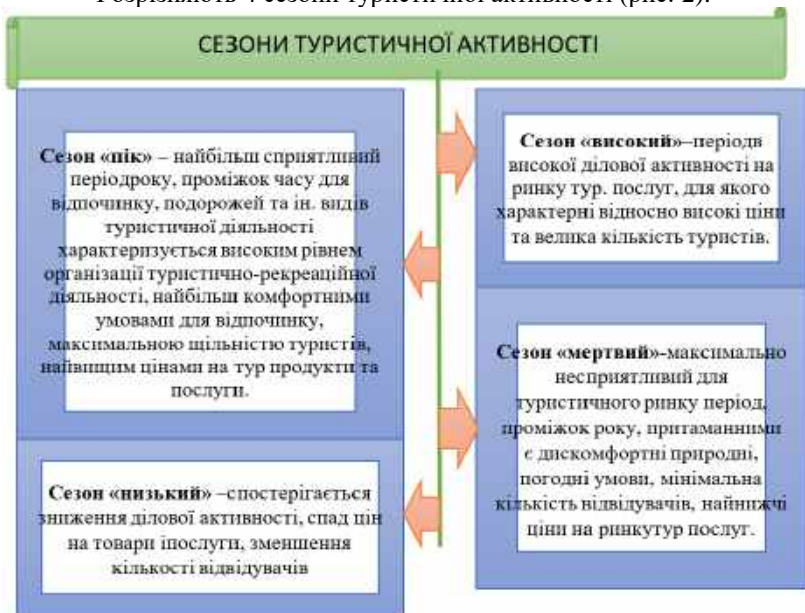 Розрізняють 4 сезони туристичної активності (рис. 2).
СЕЗОНИ ТУРИСТИЧНОЇ АКТИВНОСТІ
Сезон «пік» – найбільш сприятливий
періодроку, проміжок часу для
відпочинку, подорожей та ін. видів
туристичної діяльності
характеризується високим рівнем
організації туристично-рекреаційної
діяльності, найбільш комфортними
умовами для відпочинку,
максимальною щільністю туристів,
найвищим цінами на тур продукти та
послуги.
Сезон «високий»–періодв
високої ділової активності на
ринку тур. послуг, для якого
характерні відносно високі ціни
та велика кількість туристів.
Сезон «низький» –спостерігається
зниження ділової активності, спад цін
на товари іпослуги, зменшення
кількості відвідувачів
Сезон «мертвий»-максимально
несприятливий для
туристичного ринку період,
проміжок року, притаманними
є дискомфортні природні,
погодні умови, мінімальна
кількість відвідувачів, найнижчі
ціни на ринкутур послуг.